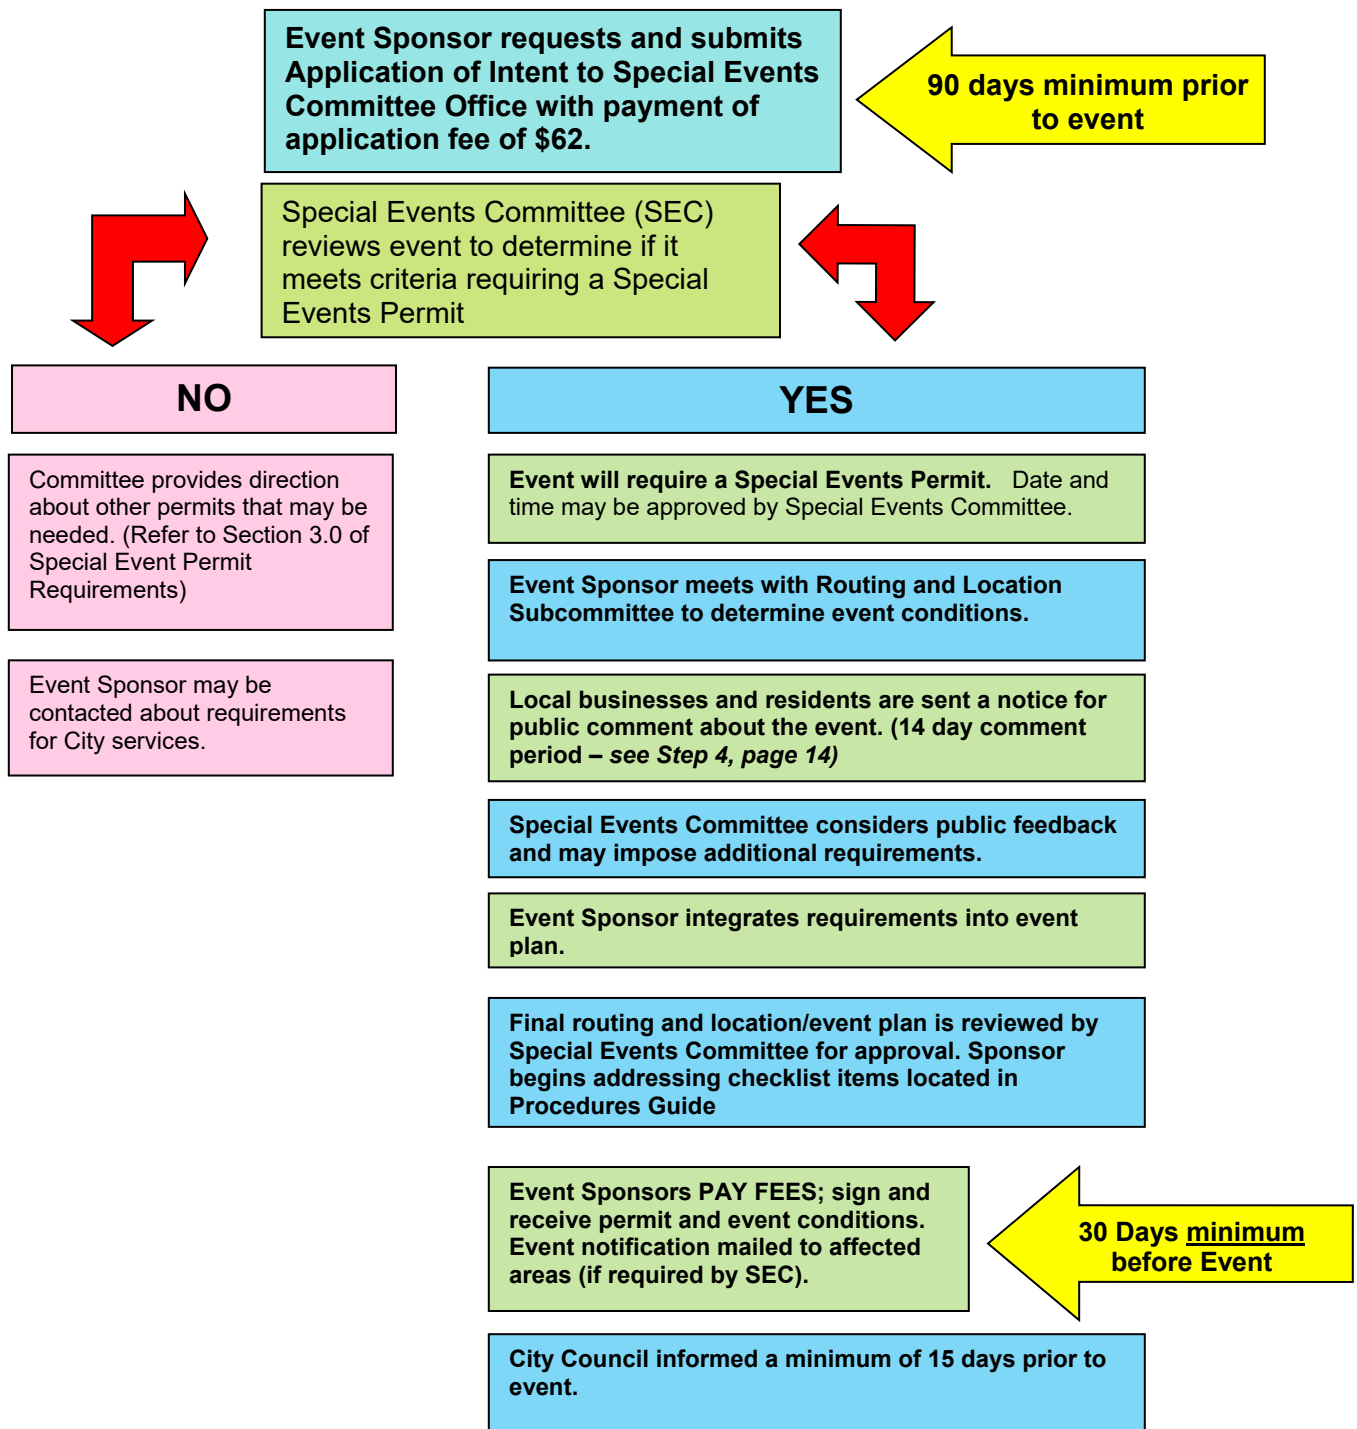 Event Sponsor requests and submits
Application of Intent to Special Events
Committee Office with payment of
application fee of $62.
90 days minimum prior
to event
Special Events Committee (SEC)
reviews event to determine if it
meets criteria requiring a Special
Events Permit
NO
Committee provides direction
about other permits that may be
needed. (Refer to Section 3.0 of
Special Event Permit
Requirements)
Event Sponsor may be
contacted about requirements
for City services.
YES
Event will require a Special Events Permit. Date and
time may be approved by Special Events Committee.
Event Sponsor meets with Routing and Location
Subcommittee to determine event conditions.
Local businesses and residents are sent a notice for
public comment about the event. (14 day comment
period – see Step 4, page 14)
Special Events Committee considers public feedback
and may impose additional requirements.
Event Sponsor integrates requirements into event
plan.
Final routing and location/event plan is reviewed by
Special Events Committee for approval. Sponsor
begins addressing checklist items located in
Procedures Guide
Event Sponsors PAY FEES; sign and
receive permit and event conditions.
Event notification mailed to affected
areas (if required by SEC).
30 Days minimum
before Event
City Council informed a minimum of 15 days prior to
event.